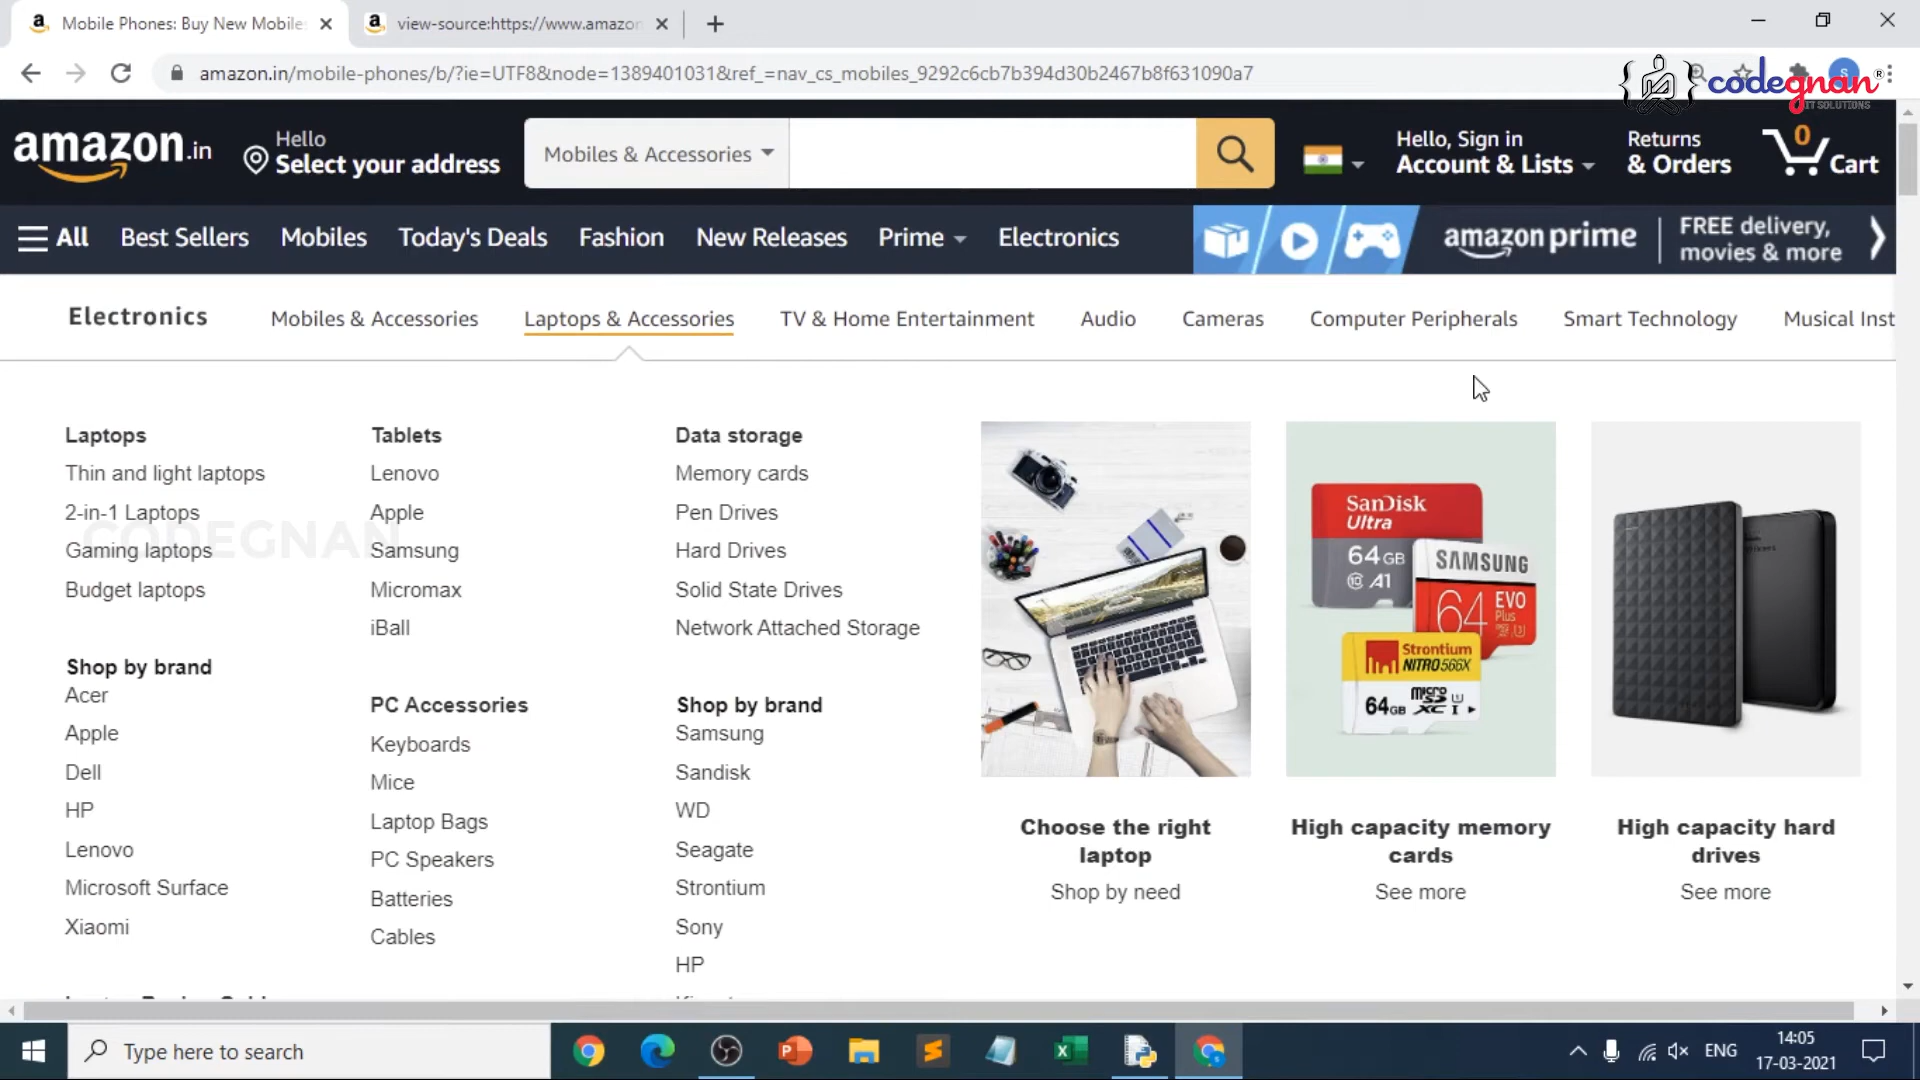 Mobile Phones: Buy New Mobile
view-source:https://www.amazon
amazon.in/mobile-phones/b/?ie=UTF8&node=1389401031&ref_=nav_cs_mobiles_9292c6cb7b394d30b2467b8f631090a7
S
codegnan®
IT SOLUTIONS
amazon.in
Hello
Select your address
Mobiles & Accessories
Hello, Sign in
Account & Lists
Returns
& Orders
0
Cart
All
Best Sellers
Mobiles
Today's Deals
Fashion
New Releases
Prime
Electronics
amazon prime
FREE delivery,
movies & more
Electronics
Mobiles & Accessories
Laptops & Accessories
TV & Home Entertainment
Audio
Cameras
Computer Peripherals
Smart Technology
Musical Inst
Laptops
Thin and light laptops
2-in-1 Laptops
Gaming laptops
Budget laptops
CODEGNAN
Shop by brand
Acer
Apple
Dell
HP
Lenovo
Microsoft Surface
Xiaomi
Tablets
Lenovo
Apple
Samsung
Micromax
iBall
PC Accessories
Keyboards
Mice
Laptop Bags
PC Speakers
Batteries
Cables
Data storage
Memory cards
Pen Drives
Hard Drives
Solid State Drives
Network Attached Storage
Shop by brand
Samsung
Sandisk
WD
Seagate
Strontium
Sony
HP
SanDisk
Ultra
64 GB
A1
SAMSUNG
64 EVO
Plus
Strontium
NITRO 566X
64GB micro
SD
XC I
Choose the right
laptop
Shop by need
High capacity memory
cards
See more
High capacity hard
drives
See more
Type here to search
ENG
14:05
17-03-2021